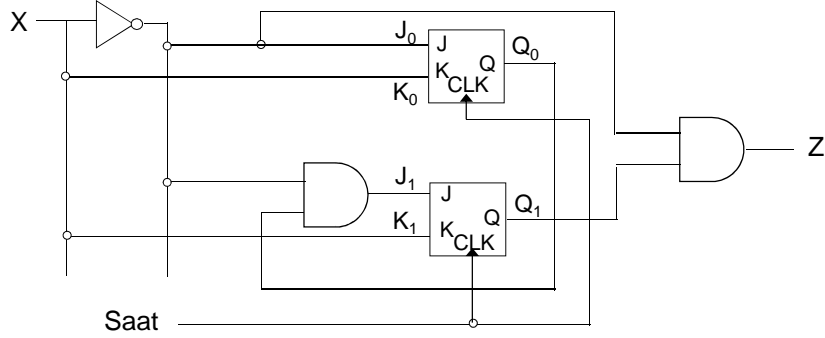 X
J₀
J
Q₀
K
Q
CLK
K₀
Z
J₁
J
Q₁
K₁
K
Q
CLK
Saat